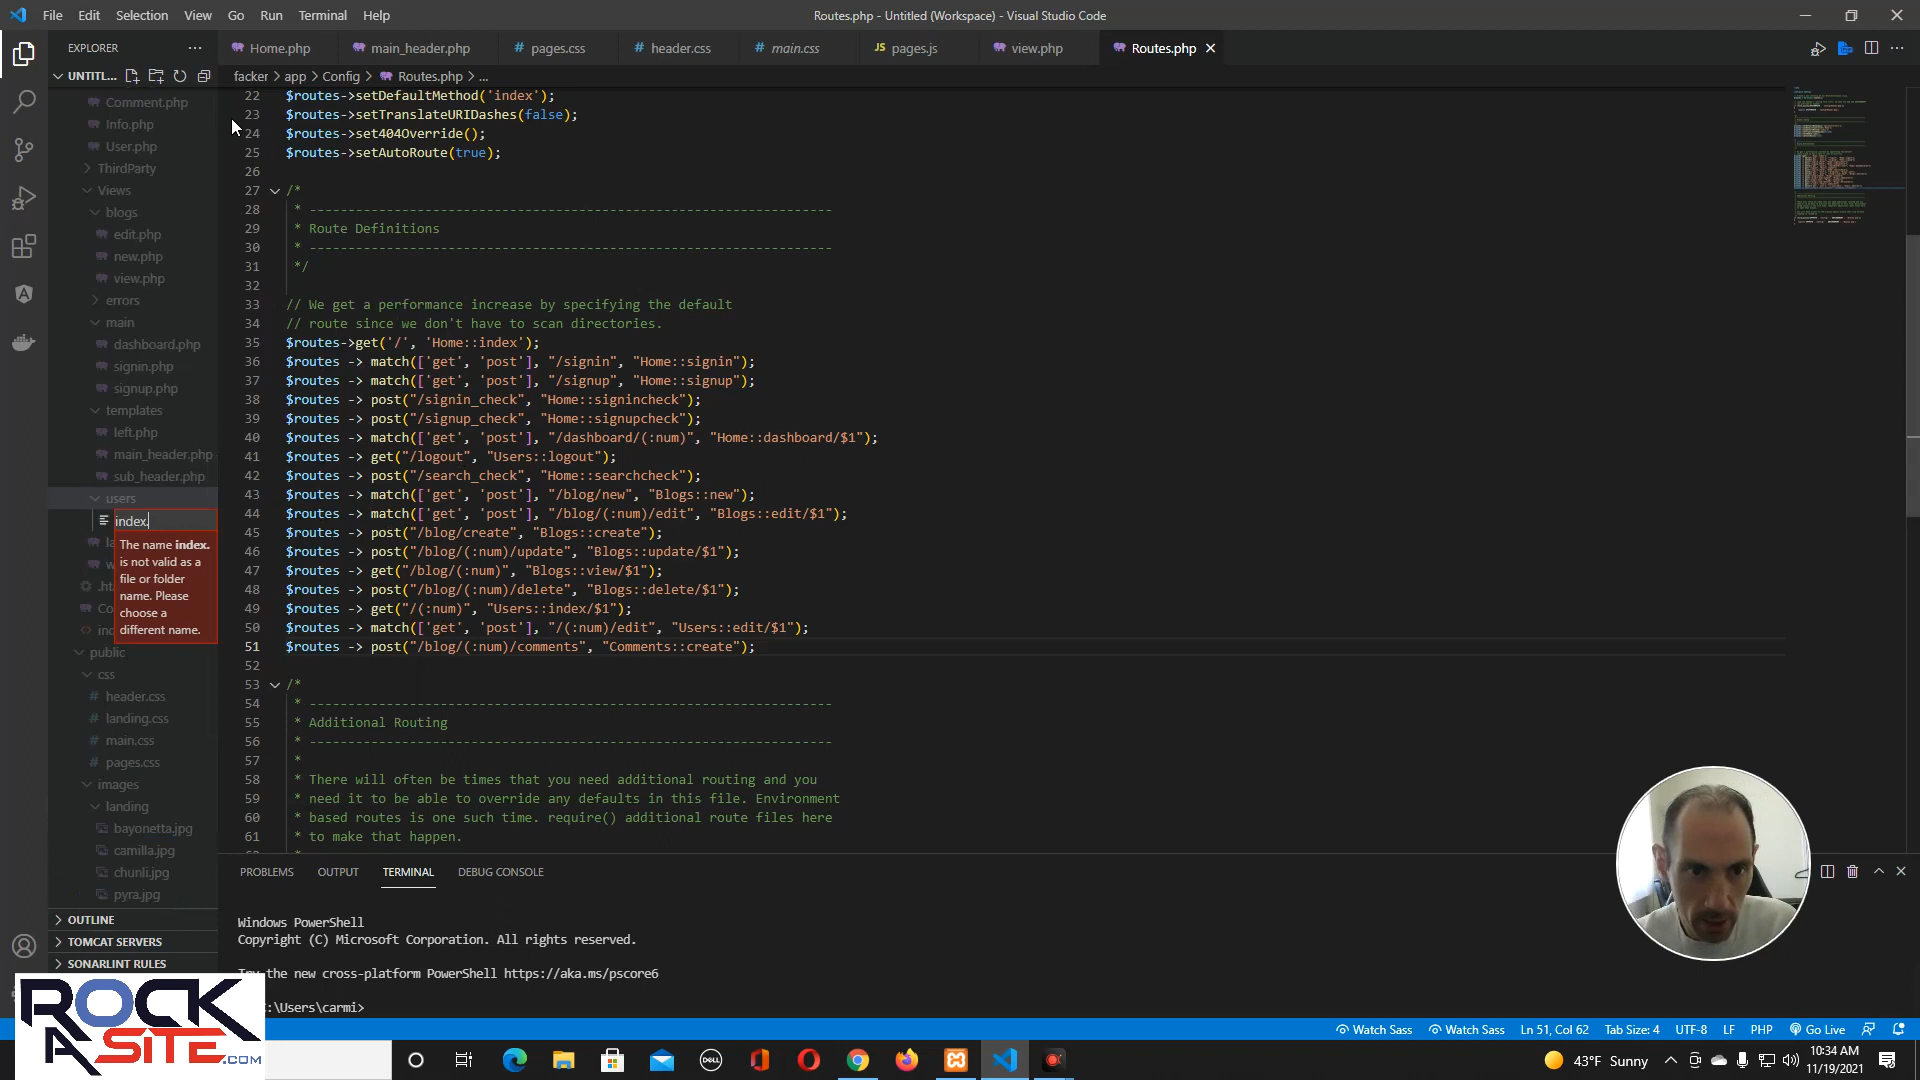 File Edit Selection View Go Run Terminal Help
Routes.php - Untitled (Workspace) - Visual Studio Code
EXPLORER
Home.php
main_header.php
pages.css
header.css
main.css
pages.js
view.php
Routes.php
UNTITL...
facker > app > Config > Routes.php > ...
Comment.php
Info.php
User.php
ThirdParty
Views
blogs
edit.php
new.php
view.php
errors
main
dashboard.php
signin.php
signup.php
templates
left.php
main_header.php
sub_header.php
users
index.
The name index.
is not valid as a
file or folder
name. Please
choose a
different name.
public
css
header.css
landing.css
main.css
pages.css
images
landing
bayonetta.jpg
camilla.jpg
chunli.jpg
pyra.jpg
OUTLINE
TOMCAT SERVERS
SONARLINT RULES
22 $routes->setDefaultMethod('index');
23 $routes->setTranslateURIDashes(false);
24 $routes->set404Override();
25 $routes->setAutoRoute(true);
26
27 /*
28 * --------------------------------------------------------------------
29 * Route Definitions
30 * --------------------------------------------------------------------
31 */
32
33 // We get a performance increase by specifying the default
34 // route since we don't have to scan directories.
35 $routes->get('/', 'Home::index');
36 $routes -> match(['get', 'post'], "/signin", "Home::signin");
37 $routes -> match(['get', 'post'], "/signup", "Home::signup");
38 $routes -> post("/signin_check", "Home::signincheck");
39 $routes -> post("/signup_check", "Home::signupcheck");
40 $routes -> match(['get', 'post'], "/dashboard/(:num)", "Home::dashboard/$1");
41 $routes -> get("/logout", "Users::logout");
42 $routes -> post("/search_check", "Home::searchcheck");
43 $routes -> match(['get', 'post'], "/blog/new", "Blogs::new");
44 $routes -> match(['get', 'post'], "/blog/(:num)/edit", "Blogs::edit/$1");
45 $routes -> post("/blog/create", "Blogs::create");
46 $routes -> post("/blog/(:num)/update", "Blogs::update/$1");
47 $routes -> get("/blog/(:num)", "Blogs::view/$1");
48 $routes -> post("/blog/(:num)/delete", "Blogs::delete/$1");
49 $routes -> get("/(:num)", "Users::index/$1");
50 $routes -> match(['get', 'post'], "/(:num)/edit", "Users::edit/$1");
51 $routes -> post("/blog/(:num)/comments", "Comments::create");
52
53 /*
54 * --------------------------------------------------------------------
55 * Additional Routing
56 * --------------------------------------------------------------------
57 *
58 * There will often be times that you need additional routing and you
59 * need it to be able to override any defaults in this file. Environment
60 * based routes is one such time. require() additional route files here
61 * to make that happen.
PROBLEMS OUTPUT TERMINAL DEBUG CONSOLE
Windows PowerShell
Copyright (C) Microsoft Corporation. All rights reserved.
Try the new cross-platform PowerShell https://aka.ms/pscore6
:\Users\carmi>
ROCK
A SITE.COM
Watch Sass Watch Sass Ln 51, Col 62 Tab Size: 4 UTF-8 LF PHP Go Live
DELL
43°F Sunny
10:34 AM
11/19/2021